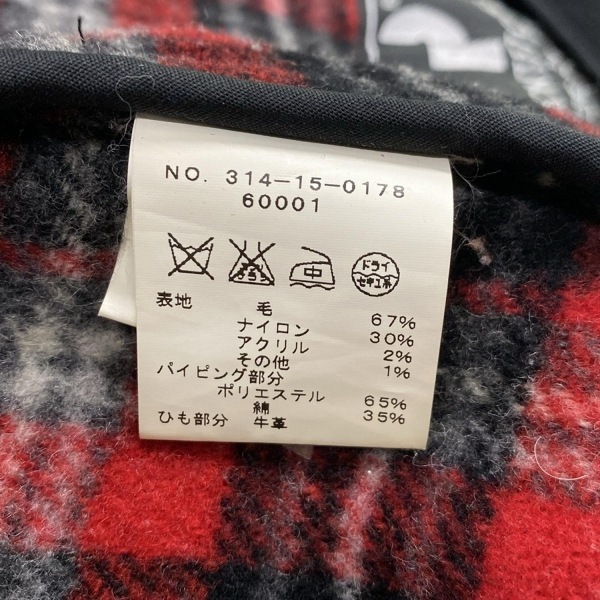 NO. 314-15-0178
60001
中 ドライ
セキユ系
表地 毛 67%
ナイロン 30%
アクリル 2%
その他 1%
パイピング部分
ポリエステル 65%
綿 35%
ひも部分 牛革